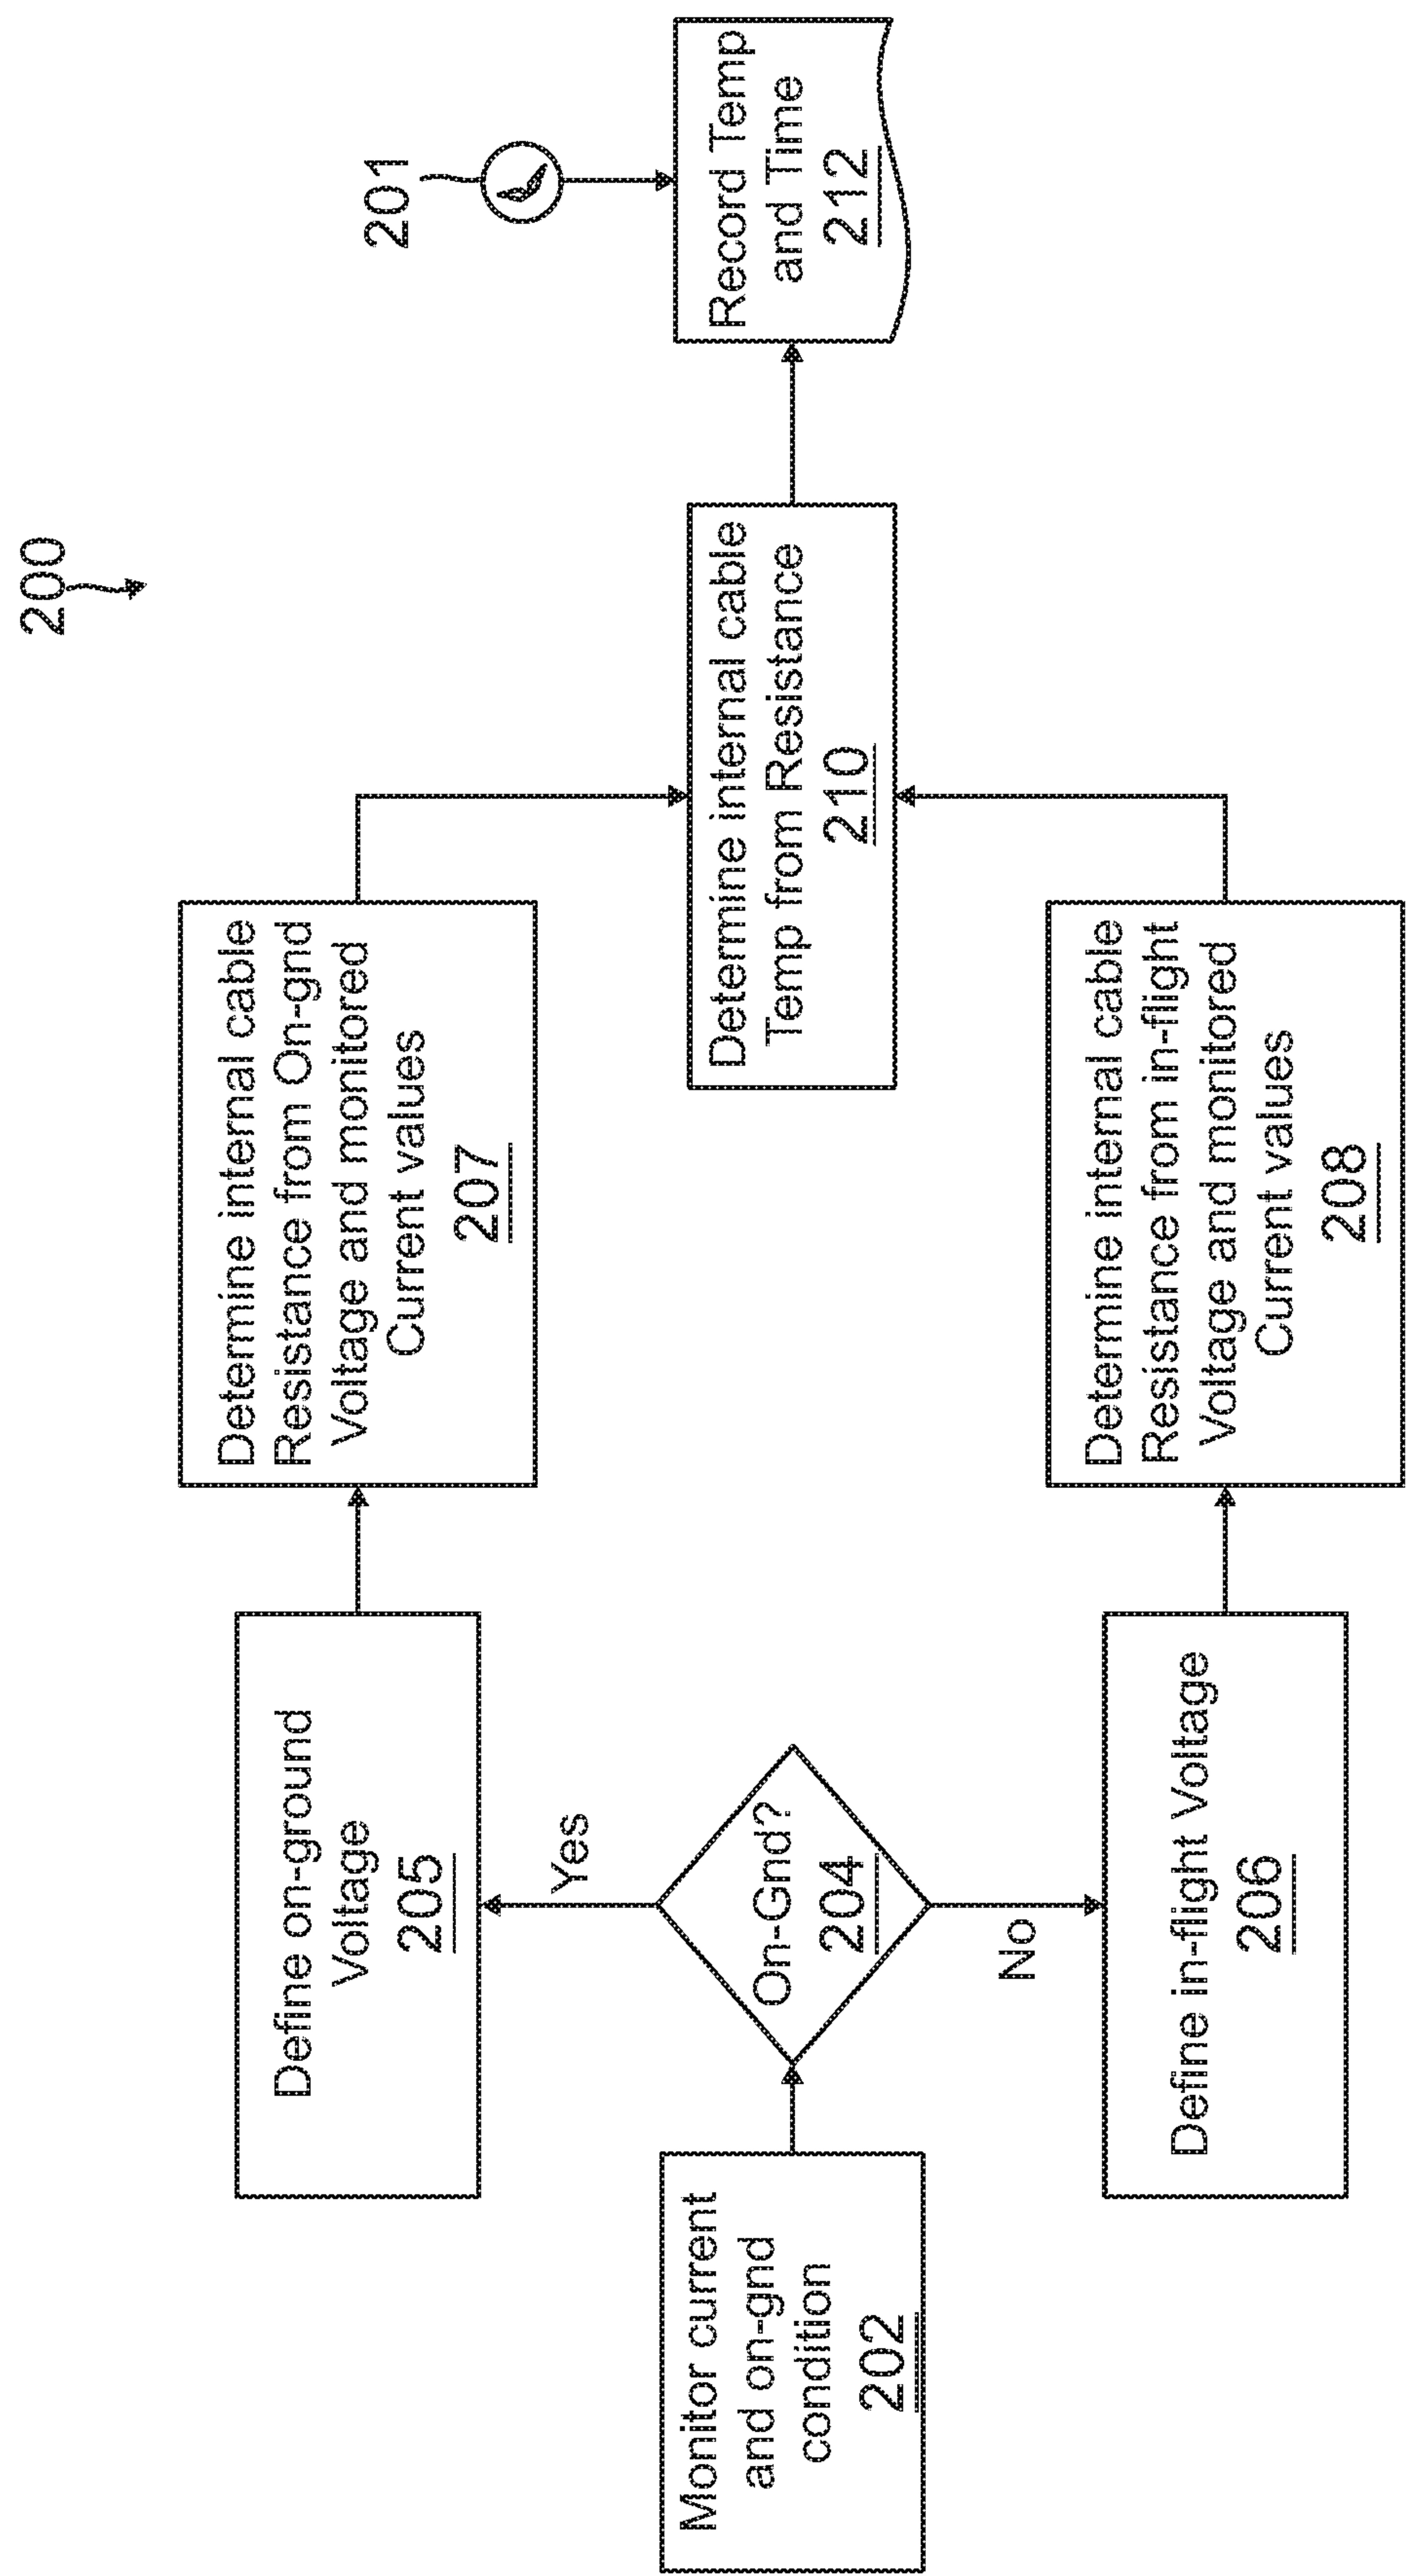 200
Monitor current
and on-gnd
condition
202
On-Gnd?
204
Yes
No
Define on-ground
Voltage
205
Define in-flight Voltage
206
Determine internal cable
Resistance from On-gnd
Voltage and monitored
Current values
207
Determine internal cable
Resistance from in-flight
Voltage and monitored
Current values
208
Determine internal cable
Temp from Resistance
210
201
Record Temp
and Time
212